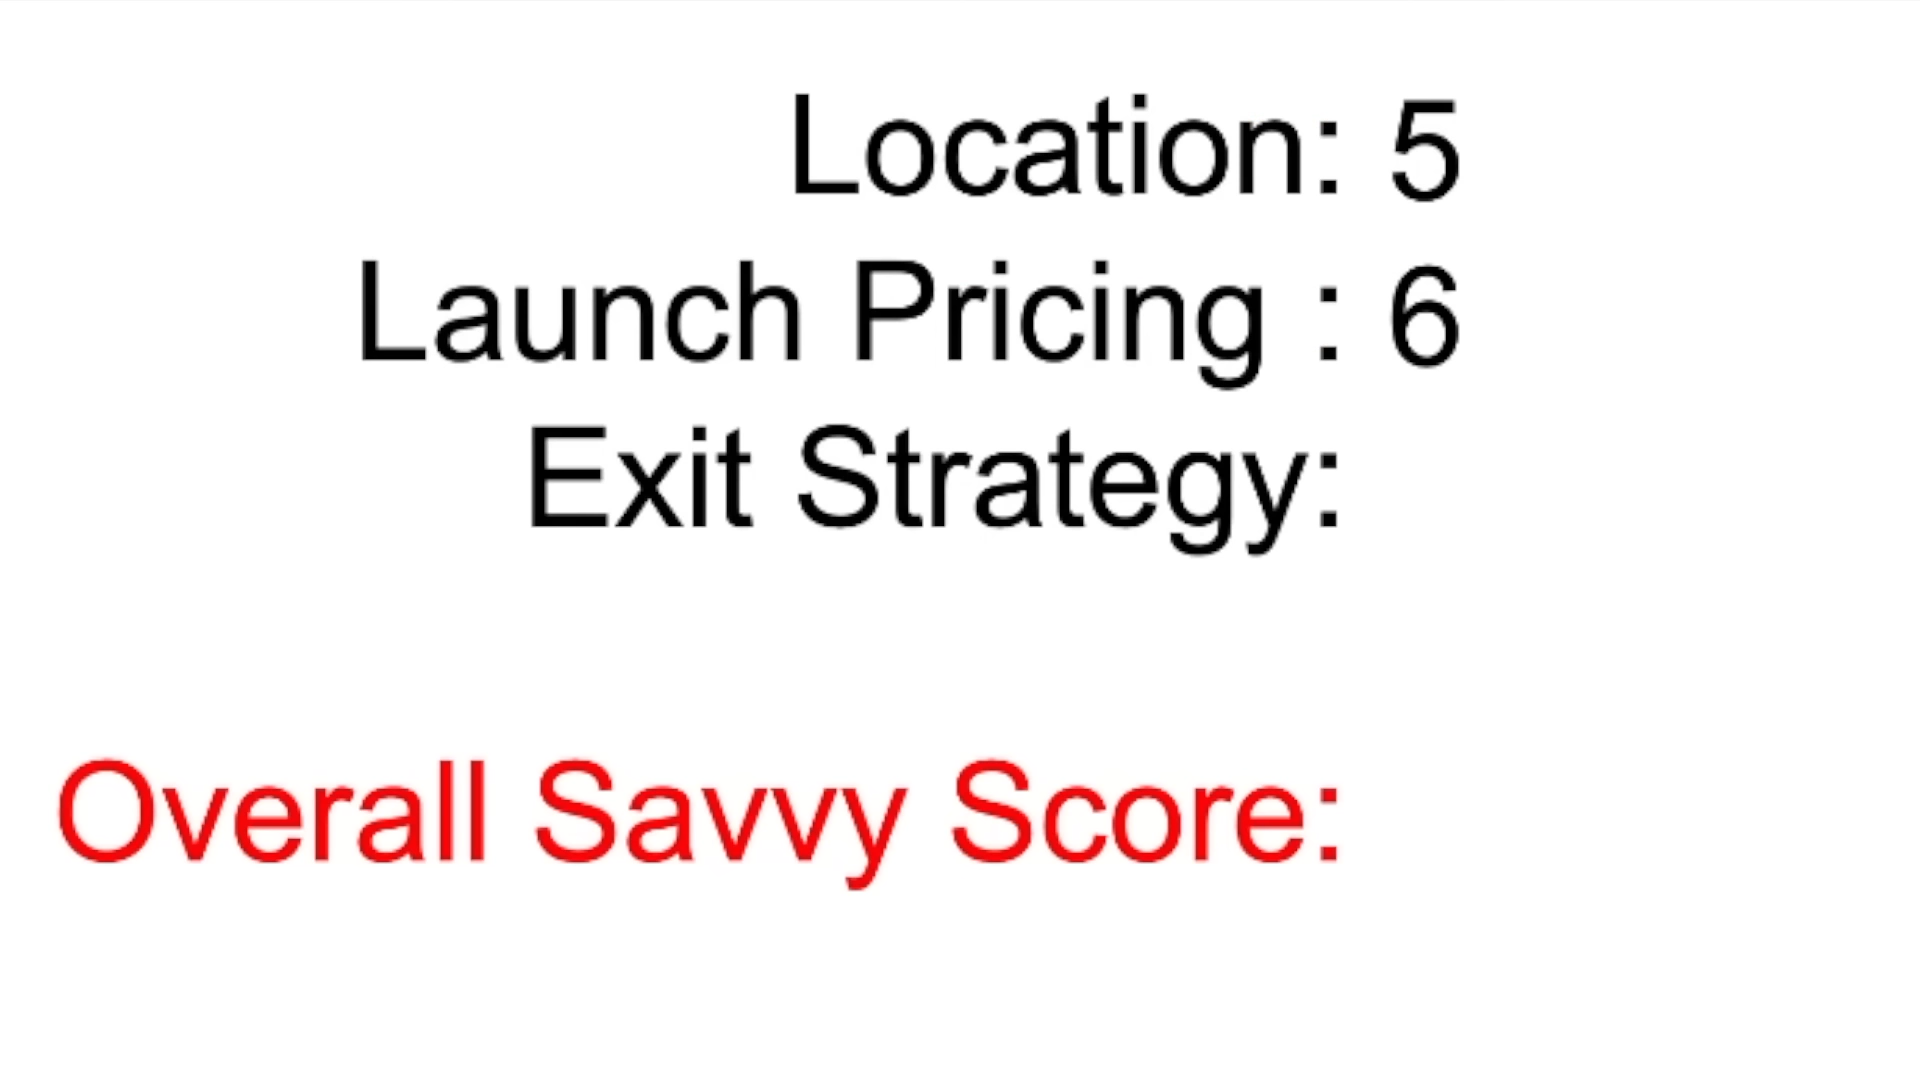 Location: 5
Launch Pricing : 6
Exit Strategy:
Overall Savvy Score: